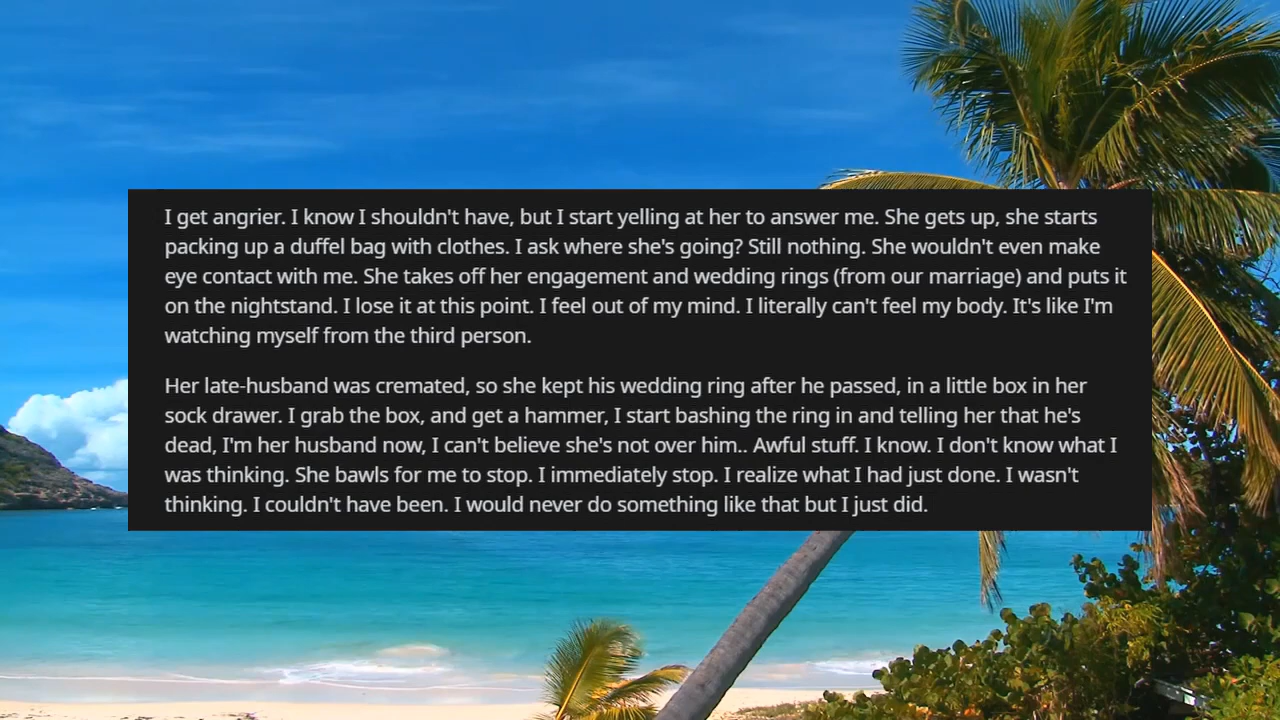 I get angrier. I know I shouldn't have, but I start yelling at her to answer me. She gets up, she starts
packing up a duffel bag with clothes. I ask where she's going? Still nothing. She wouldn't even make
eye contact with me. She takes off her engagement and wedding rings (from our marriage) and puts it
on the nightstand. I lose it at this point. I feel out of my mind. I literally can't feel my body. It's like I'm
watching myself from the third person.
Her late-husband was cremated, so she kept his wedding ring after he passed, in a little box in her
sock drawer. I grab the box, and get a hammer, I start bashing the ring in and telling her that he's
dead, I'm her husband now, I can't believe she's not over him.. Awful stuff. I know. I don't know what I
was thinking. She bawls for me to stop. I immediately stop. I realize what I had just done. I wasn't
thinking. I couldn't have been. I would never do something like that but I just did.